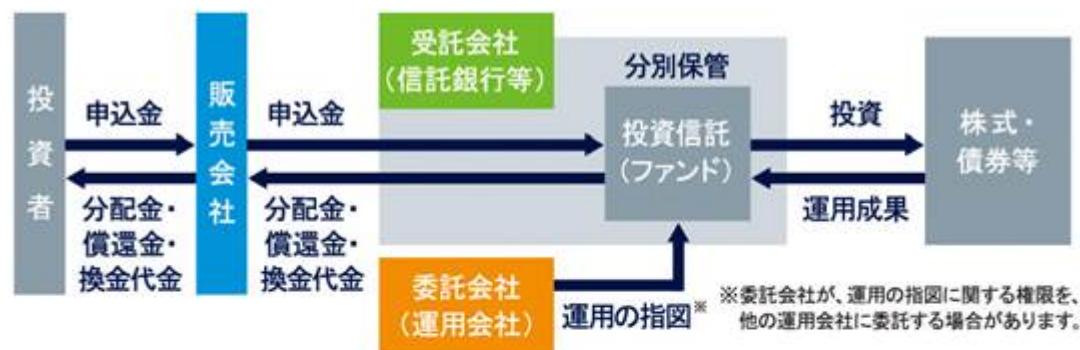 投資者
申込金
分配金・
償還金・
換金代金
販売会社
申込金
分配金・
償還金・
換金代金
受託会社
（信託銀行等）
分別保管
投資信託
（ファンド）
委託会社
（運用会社）
運用の指図※
投資
運用成果
株式・
債券等
※委託会社が、運用の指図に関する権限を、
他の運用会社に委託する場合があります。